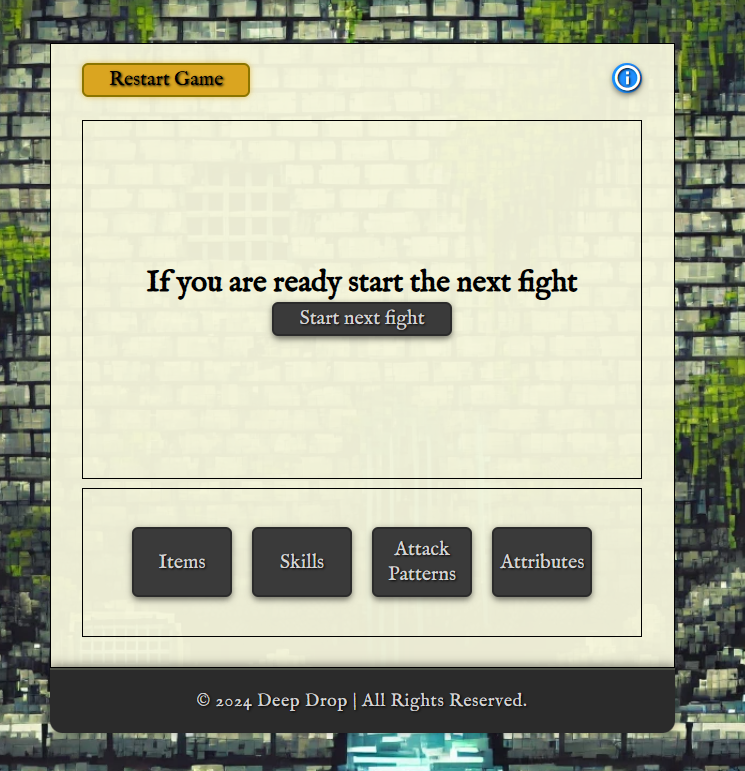 Restart Game
If you are ready start the next fight
Start next fight
Items
Skills
Attack
Patterns
Attributes
© 2024 Deep Drop | All Rights Reserved.